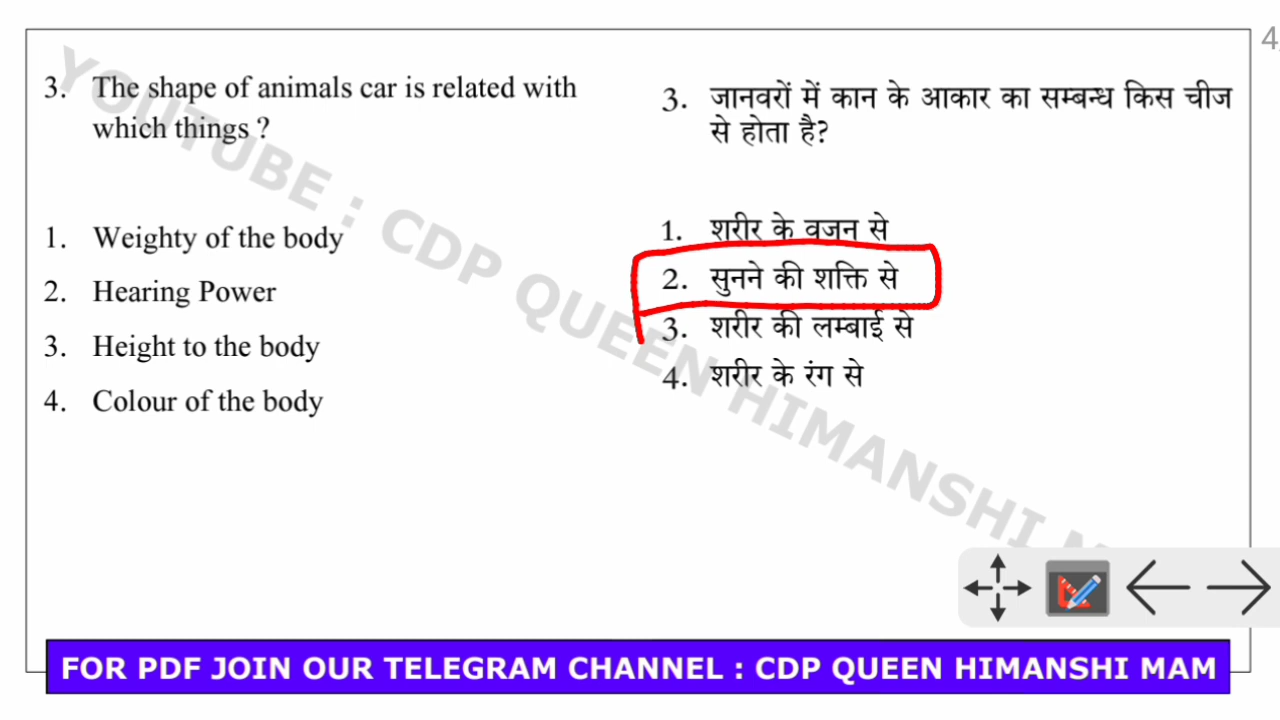 4
3. The shape of animals car is related with
which things ?
1. Weighty of the body
2. Hearing Power
3. Height to the body
4. Colour of the body
3. जानवरों में कान के आकार का सम्बन्ध किस चीज
से होता है?
1. शरीर के वजन से
2. सुनने की शक्ति से
3. शरीर की लम्बाई से
4. शरीर के रंग से
YOUTUBE : CDP QUEEN HIMANSHI M
FOR PDF JOIN OUR TELEGRAM CHANNEL : CDP QUEEN HIMANSHI MAM